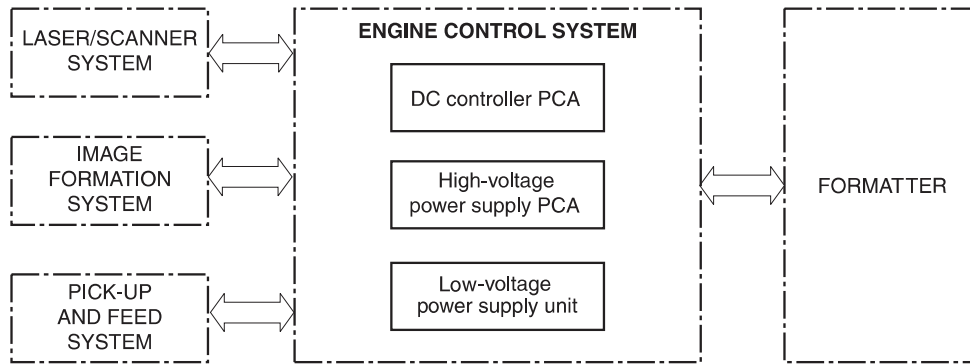 LASER/SCANNER
SYSTEM
IMAGE
FORMATION
SYSTEM
PICK-UP
AND FEED
SYSTEM
ENGINE CONTROL SYSTEM
DC controller PCA
High-voltage
power supply PCA
Low-voltage
power supply unit
FORMATTER